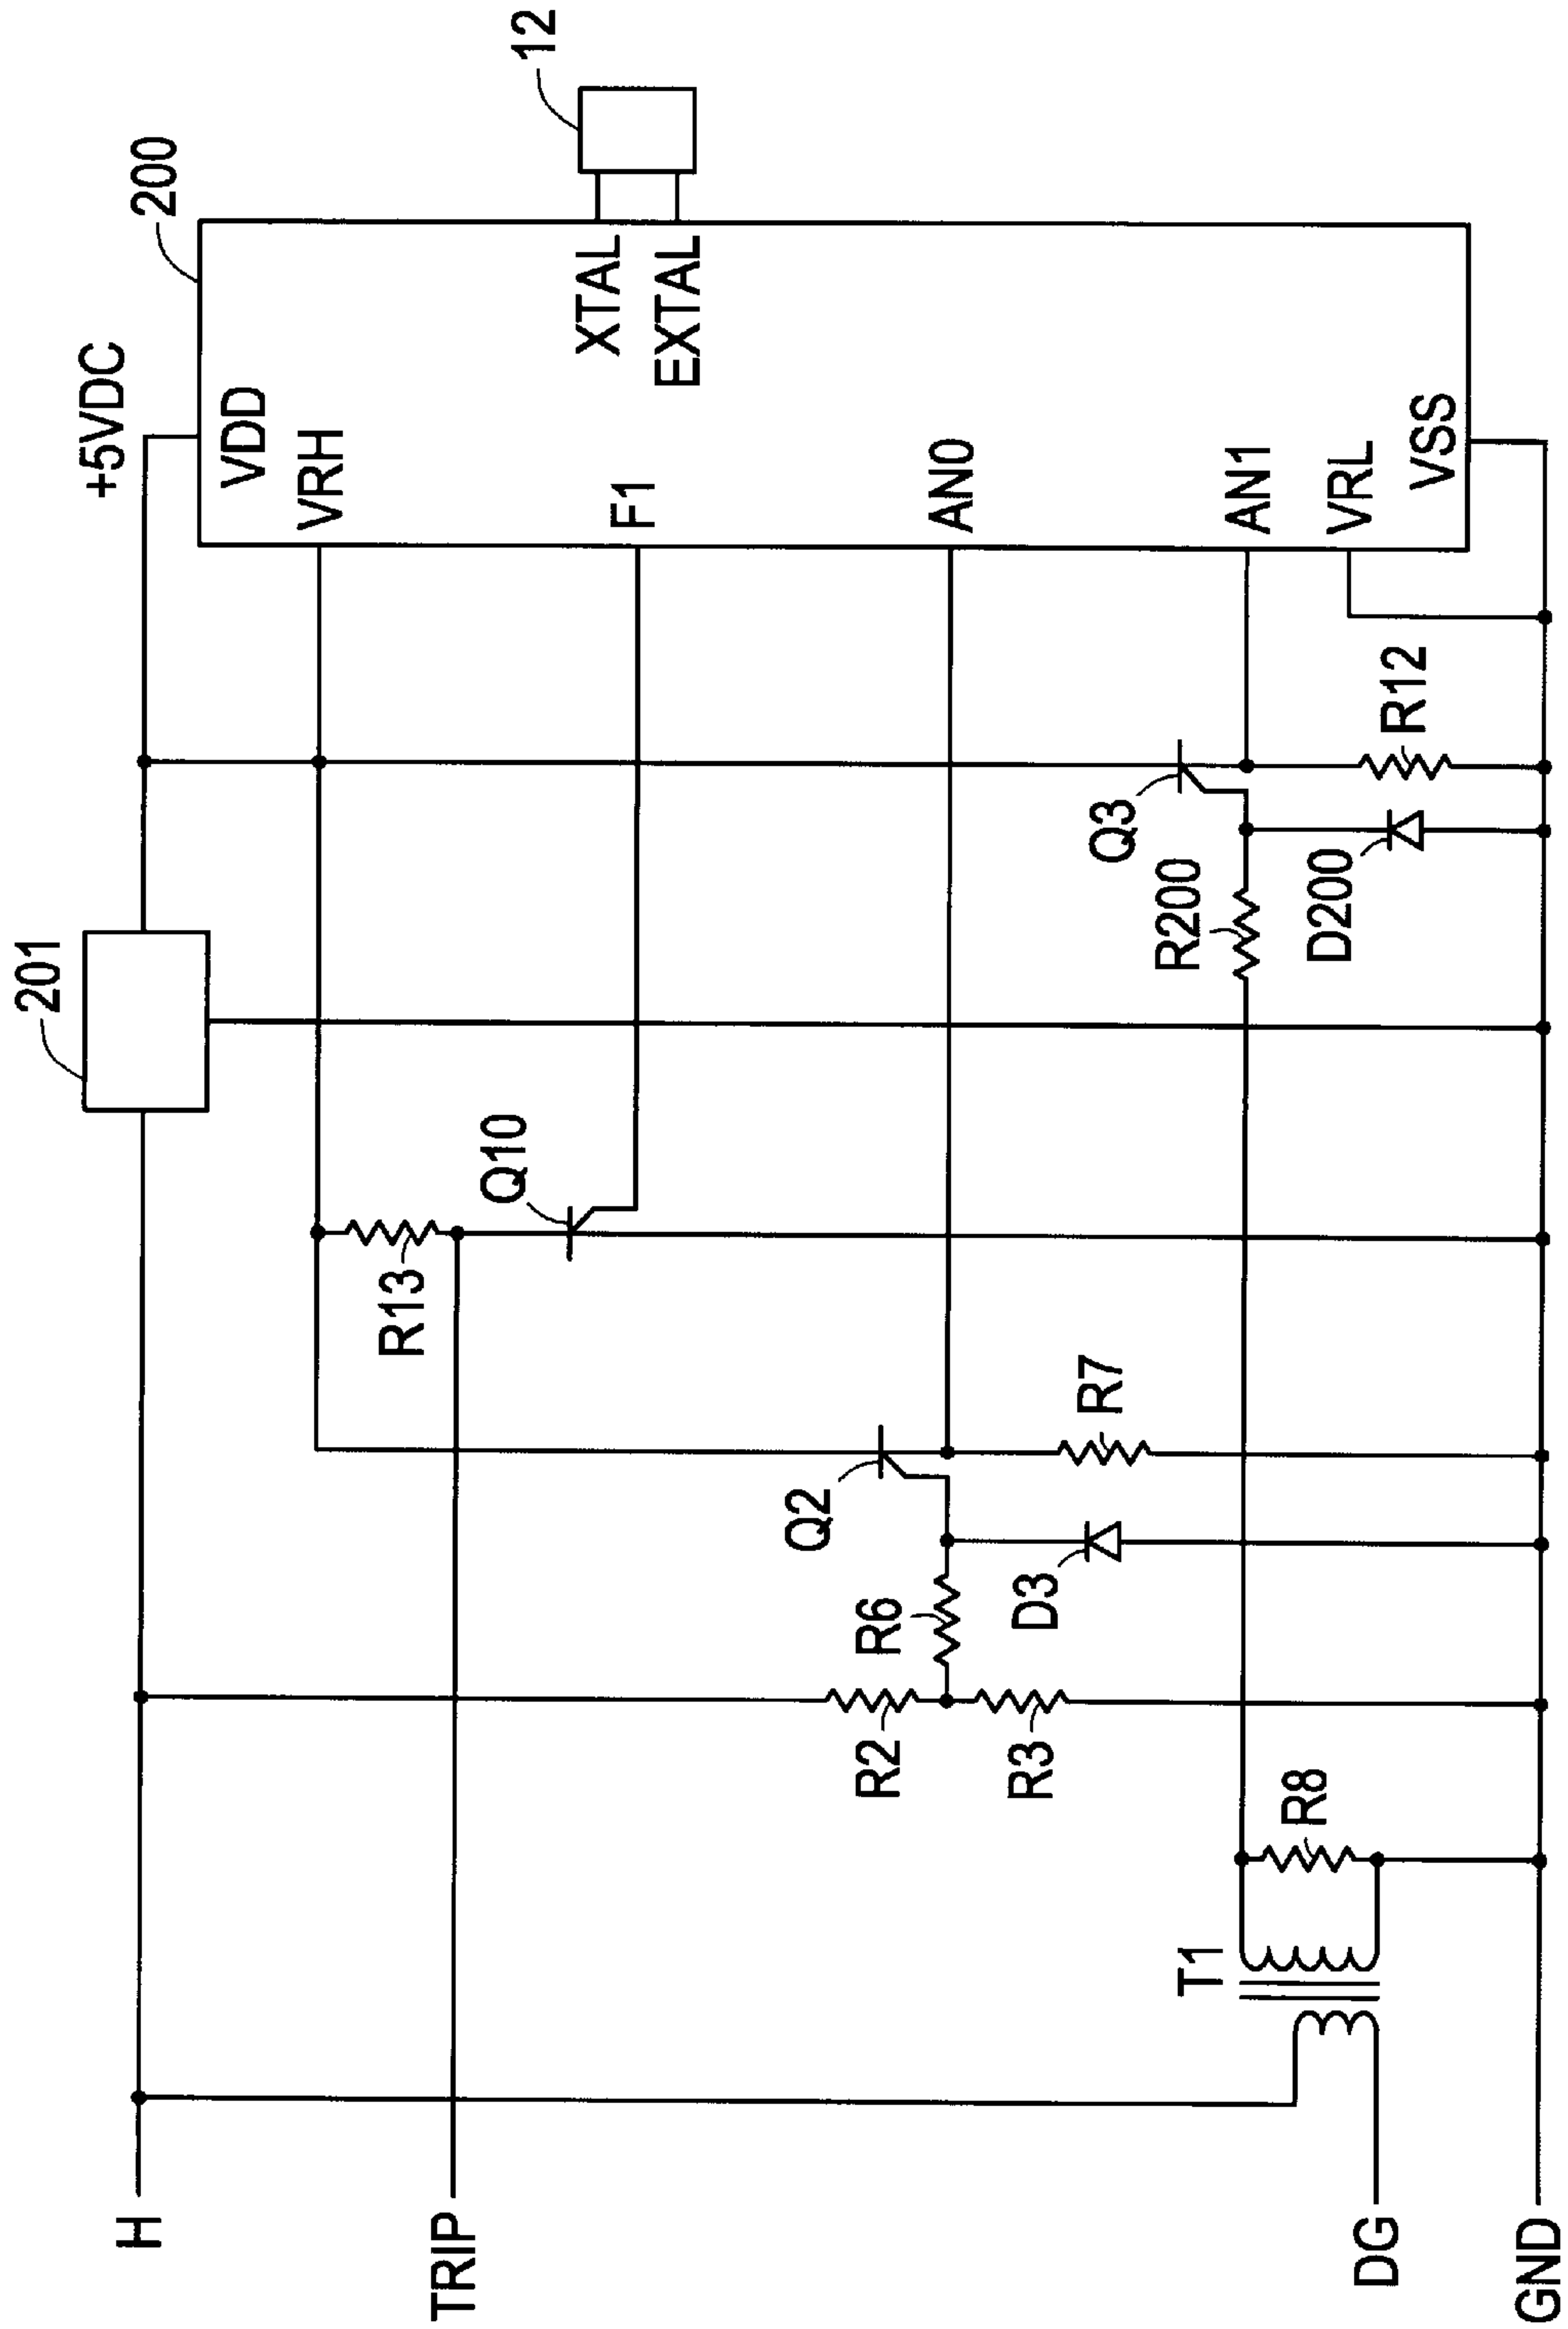 201
+5VDC
200
12
VDD
VRH
XTAL
EXTAL
F1
AN0
AN1
VRL
VSS
H
TRIP
DG
GND
R13
Q10
Q2
R7
R6
D3
R2
R3
T1
R8
Q3
R200
D200
R12